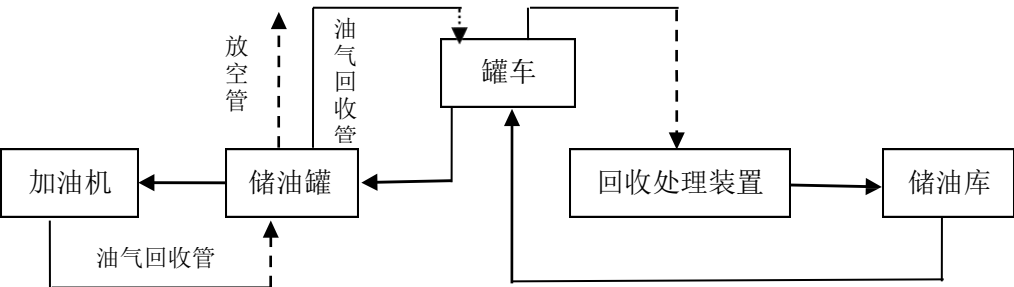 放空管
油气回收管
罐车
加油机
储油罐
回收处理装置
储油库
油气回收管